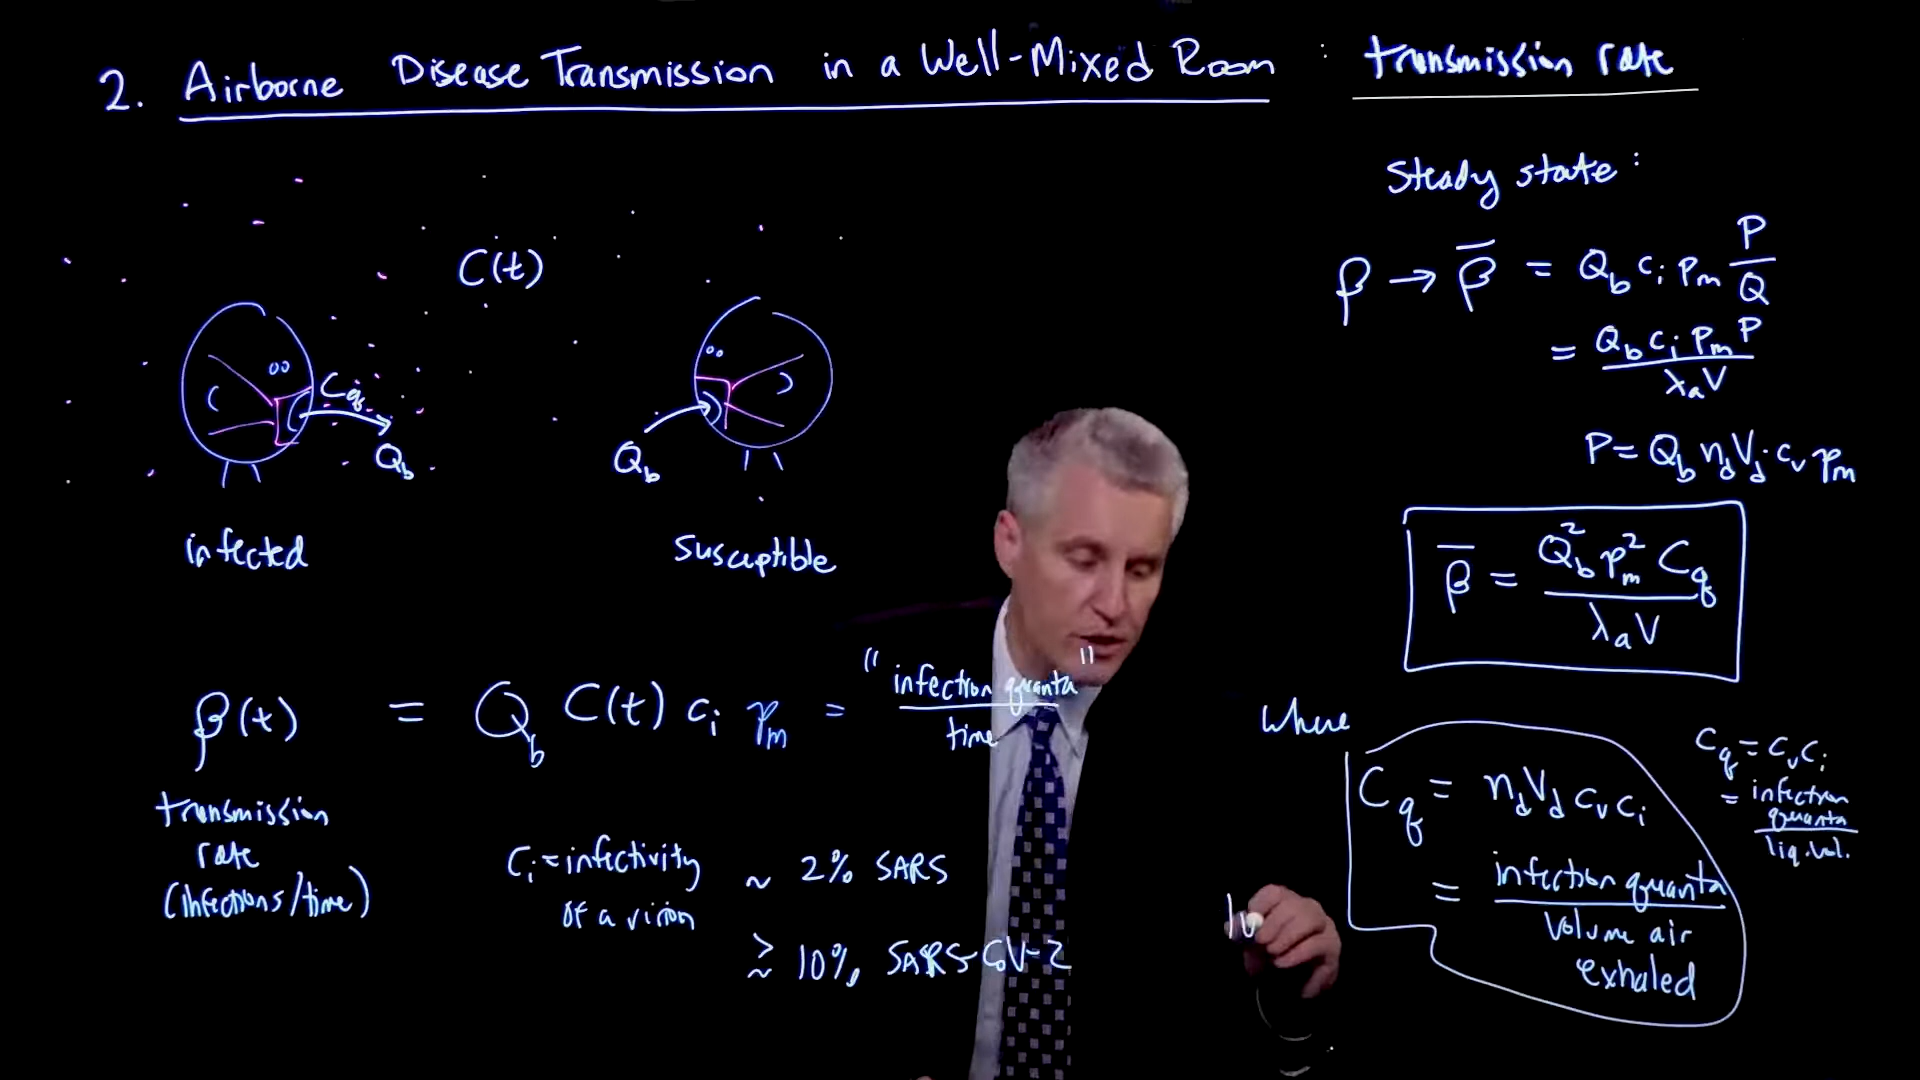 2. Airborne Disease Transmission in a Well-Mixed Room : transmission rate
C(t)
C_q
Q_b
Q_b
infected
susceptible
β(t) = Q_b C(t) c_i p_m = "infection quanta" / time
transmission
rate
(infections/time)
c_i = infectivity
of a virion
~ 2% SARS
≳ 10%, SARS-CoV-2
Steady state:
β → β̄ = Q_b c_i p_m P/Q
= Q_b c_i p_m P / λ_a V
P = Q_b n_d V_d c_v p_m
β̄ = Q_b² p_m² C_q / λ_a V
where
C_q = n_d V_d c_v c_i
= infection quanta
volume air
exhaled
c_q = c_v c_i
= infection
quanta
liq. vol.